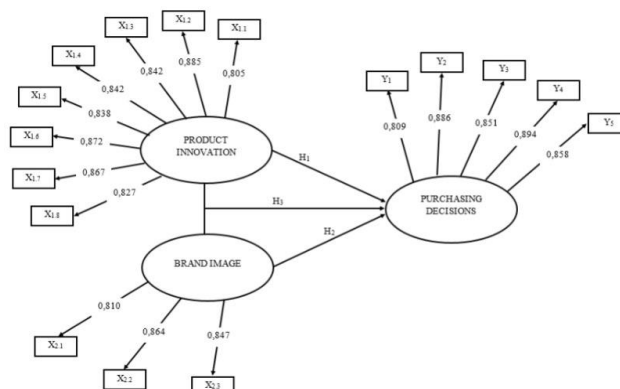 X1.3
X1.2
X1.1
X1.4
X1.5
X1.6
X1.7
X1.8
0,842
0,885
0,805
0,842
0,838
0,872
0,867
0,827
PRODUCT
INNOVATION
Y1
Y2
Y3
Y4
Y5
0,809
0,886
0,851
0,894
0,858
PURCHASING
DECISIONS
H1
H3
H2
BRAND IMAGE
0,810
0,864
0,847
X2.1
X2.2
X2.3